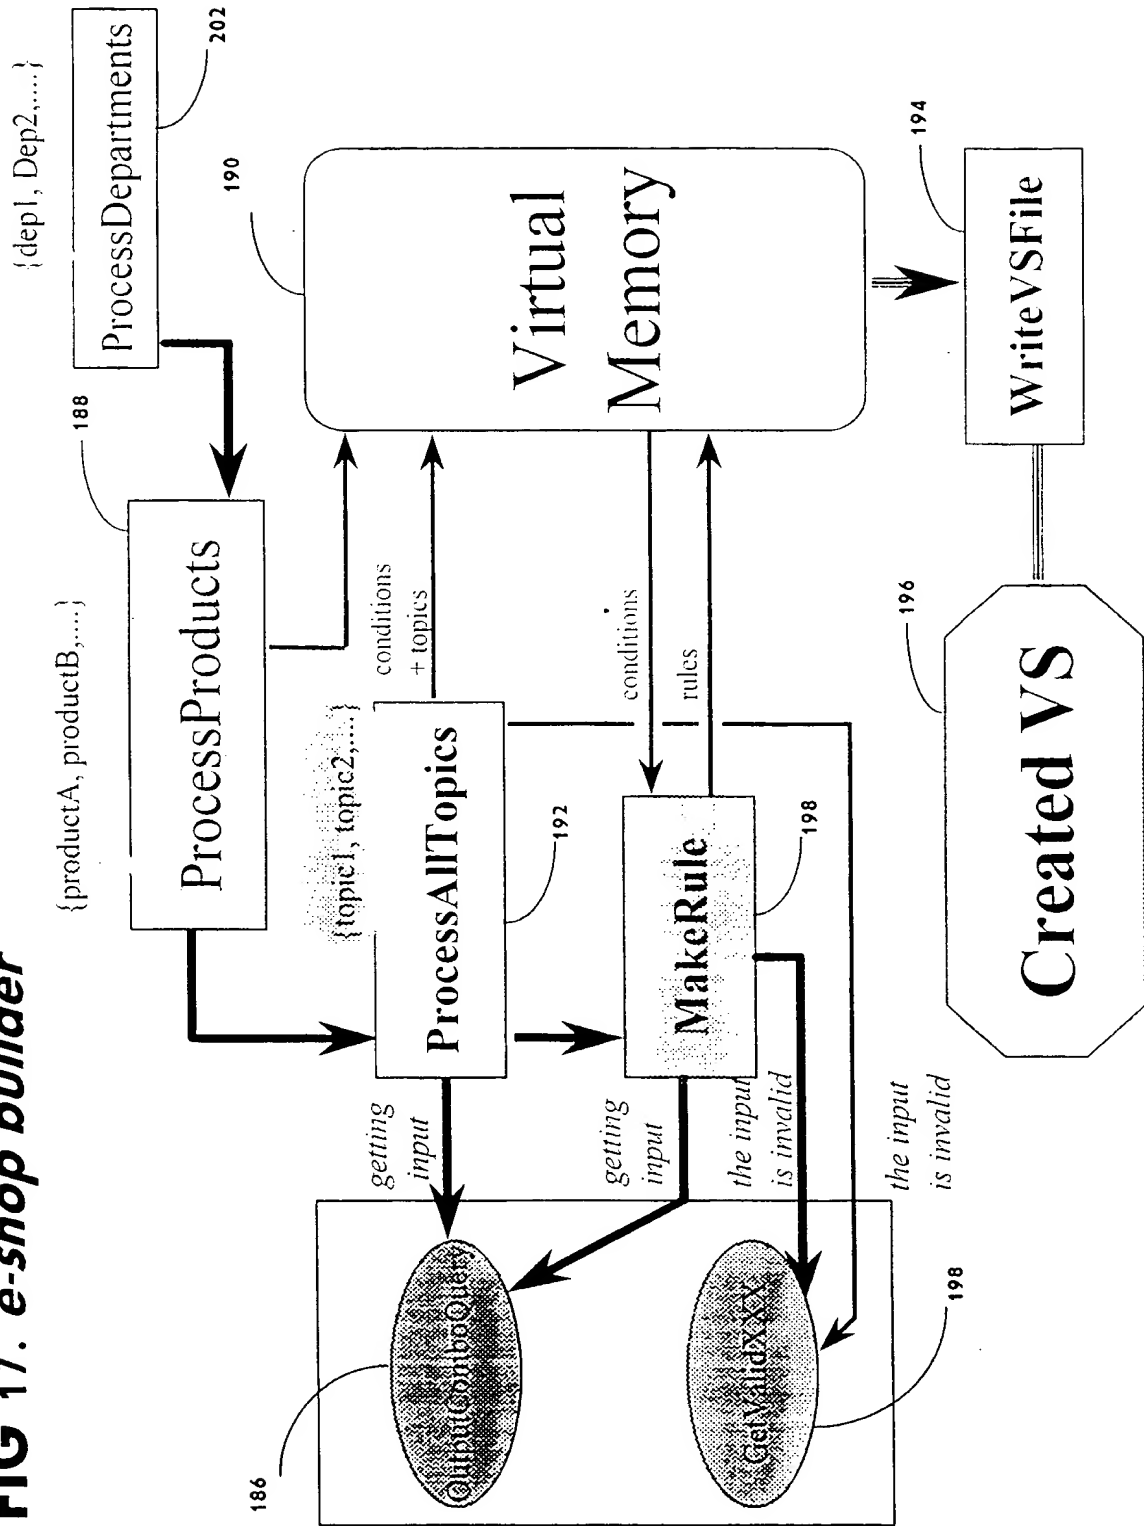 FIG 17. e-shop builder
{dep1, Dep2,....}
ProcessDepartments
202
{productA, productB,....}
188
ProcessProducts
190
Virtual
Memory
conditions
+ topics
{topic1, topic2,....}
ProcessAllTopics
192
conditions
rules
MakeRule
198
getting
input
getting
input
the input
is invalid
the input
is invalid
186
OutputComboQuery
GetValidXXX
198
194
WriteVSFile
196
Created VS